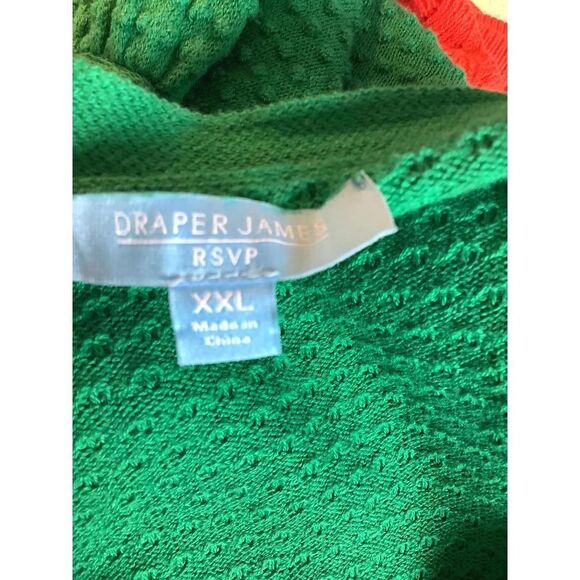 DRAPER JAMES
RSVP
XXL
Made in
China